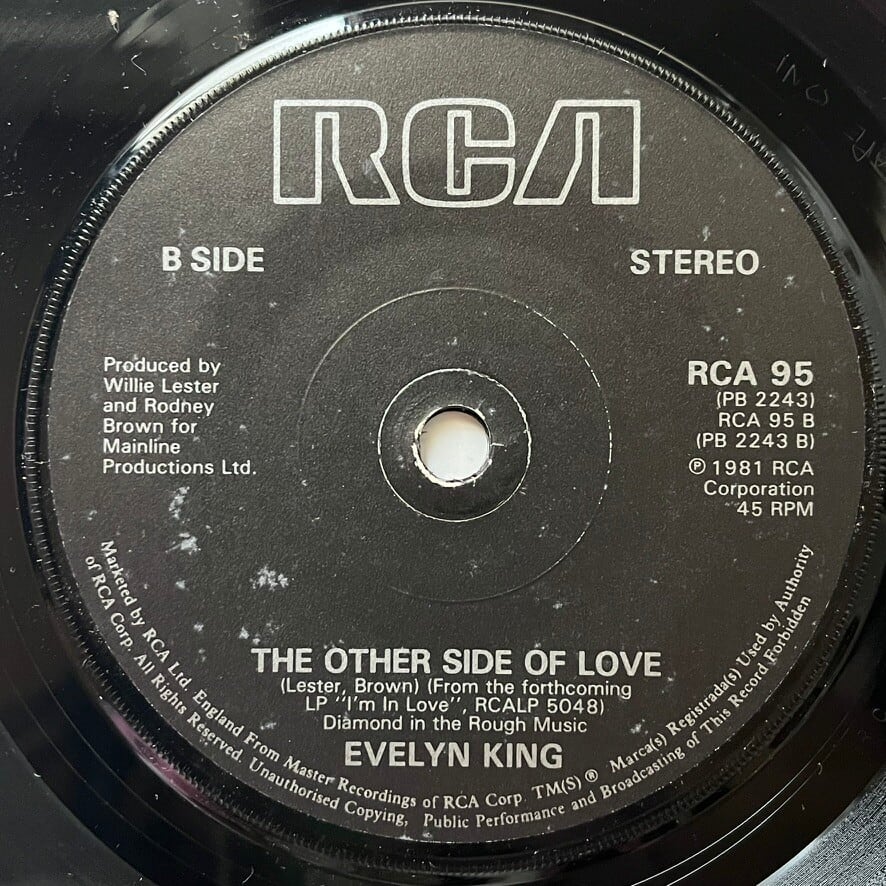 RCA
B SIDE
STEREO
Produced by
Willie Lester
and Rodney
Brown for
Mainline
Productions Ltd.
RCA 95
(PB 2243)
RCA 95 B
(PB 2243 B)
℗ 1981 RCA
Corporation
45 RPM
THE OTHER SIDE OF LOVE
(Lester, Brown) (From the forthcoming
LP "I'm In Love", RCALP 5048)
Diamond in the Rough Music
EVELYN KING
Marketed by RCA Ltd. England From Master Recordings of RCA Corp. TM(S) ® Marca(s) Registrada(s) Used by Authority
of RCA Corp. All Rights Reserved. Unauthorised Copying, Public Performance and Broadcasting of This Record Forbidden